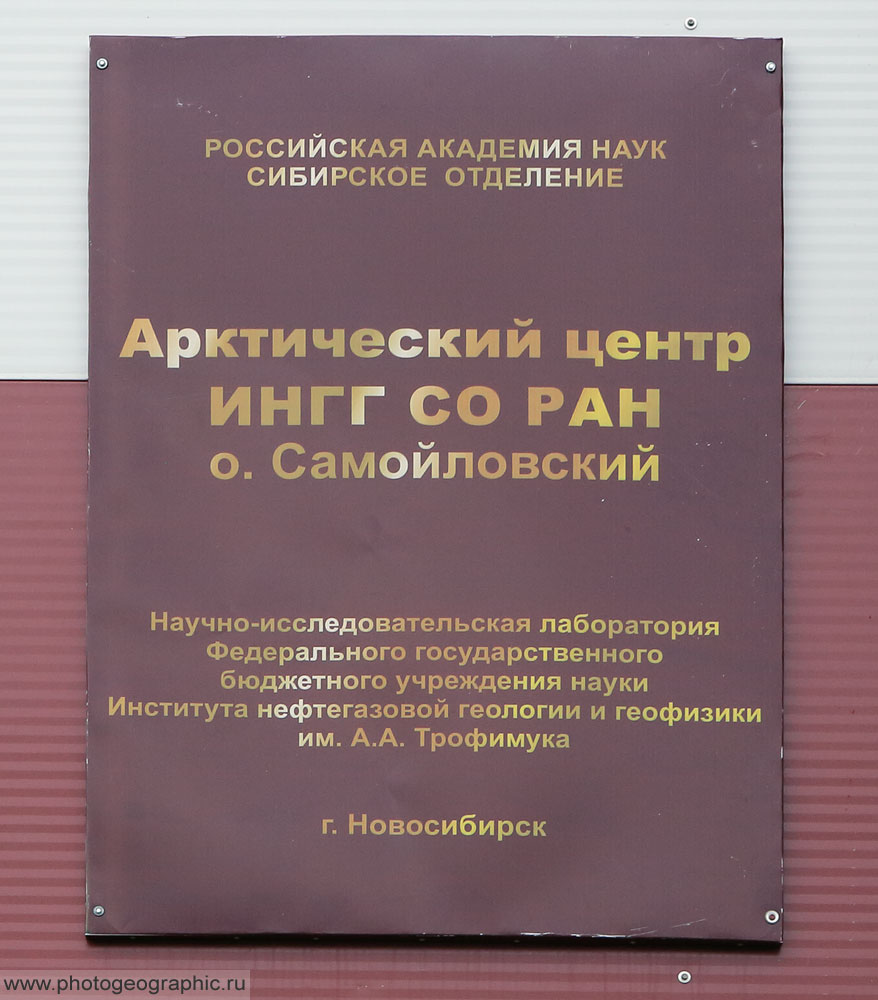 РОССИЙСКАЯ АКАДЕМИЯ НАУК
СИБИРСКОЕ ОТДЕЛЕНИЕ
Арктический центр
ИНГГ СО РАН
о. Самойловский
Научно-исследовательская лаборатория
Федерального государственного
бюджетного учреждения науки
Института нефтегазовой геологии и геофизики
им. А.А. Трофимука
г. Новосибирск
www.photogeographic.ru